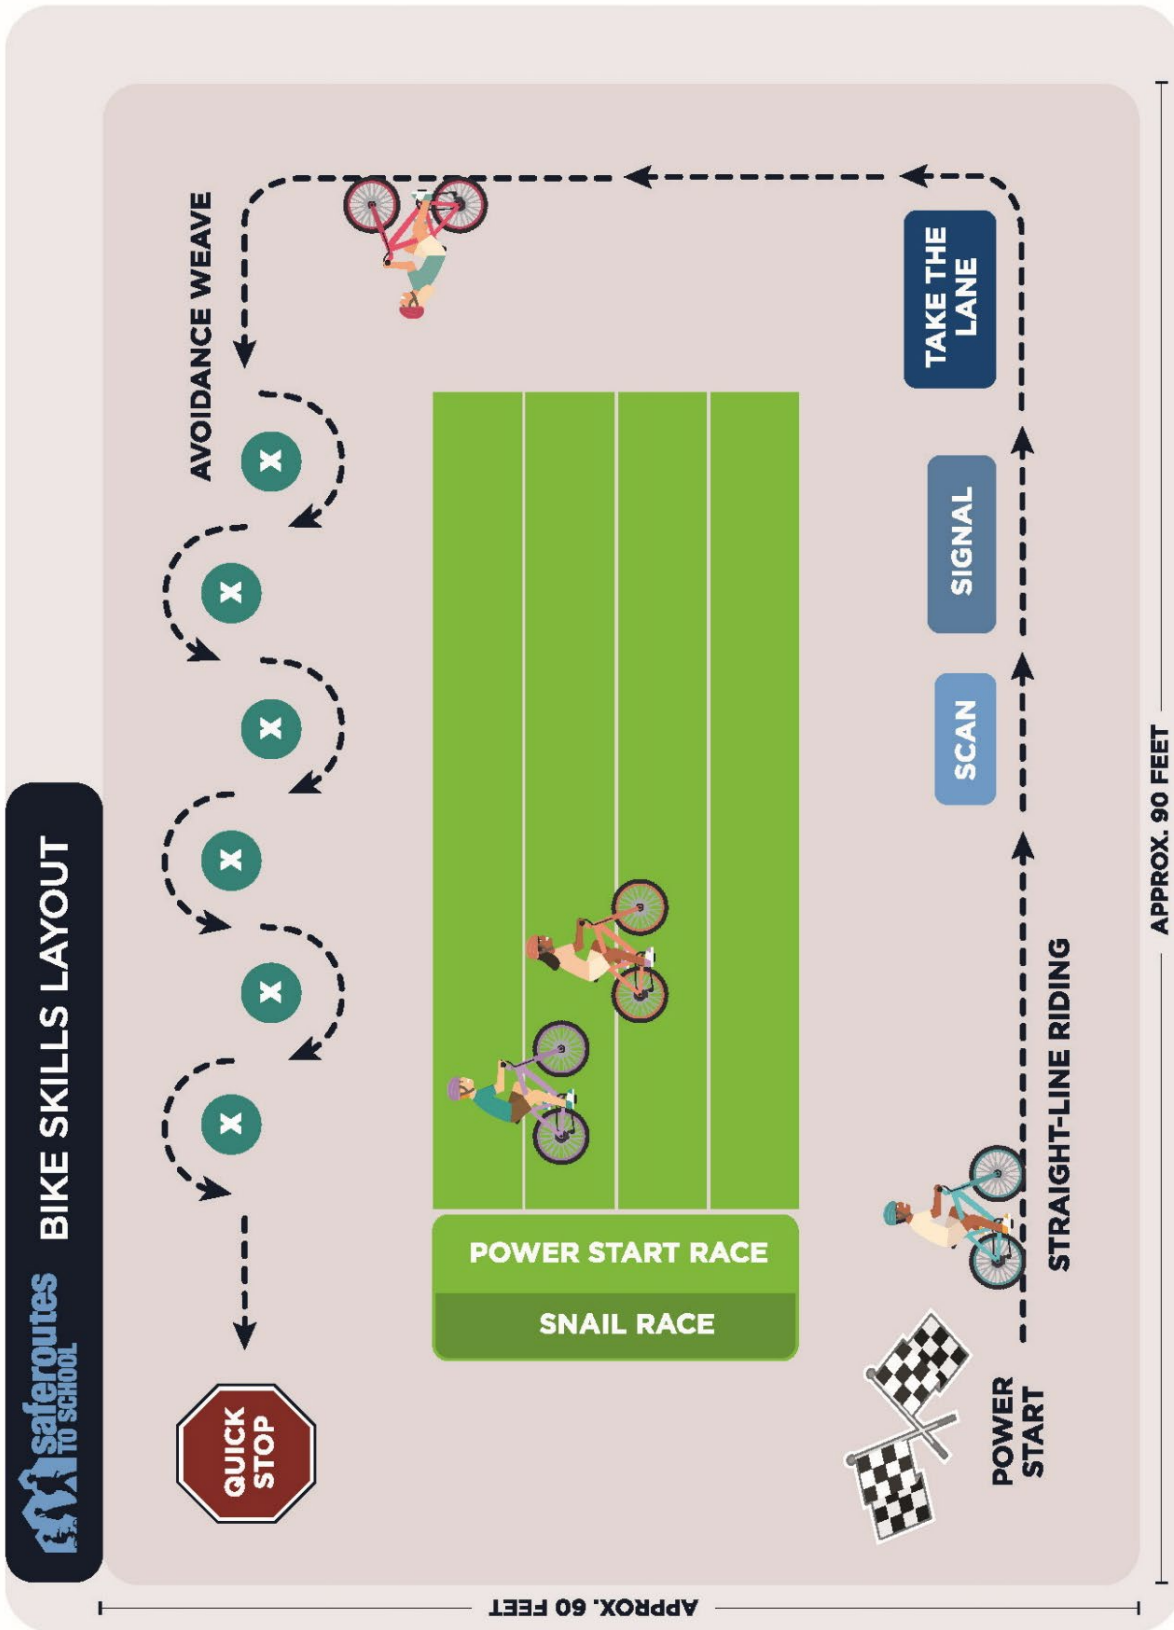 saferoutes
TO SCHOOL
BIKE SKILLS LAYOUT
QUICK
STOP
AVOIDANCE WEAVE
X
X
X
X
X
X
POWER START RACE
SNAIL RACE
POWER
START
STRAIGHT-LINE RIDING
SCAN
SIGNAL
TAKE THE
LANE
APPROX. 60 FEET
APPROX. 90 FEET